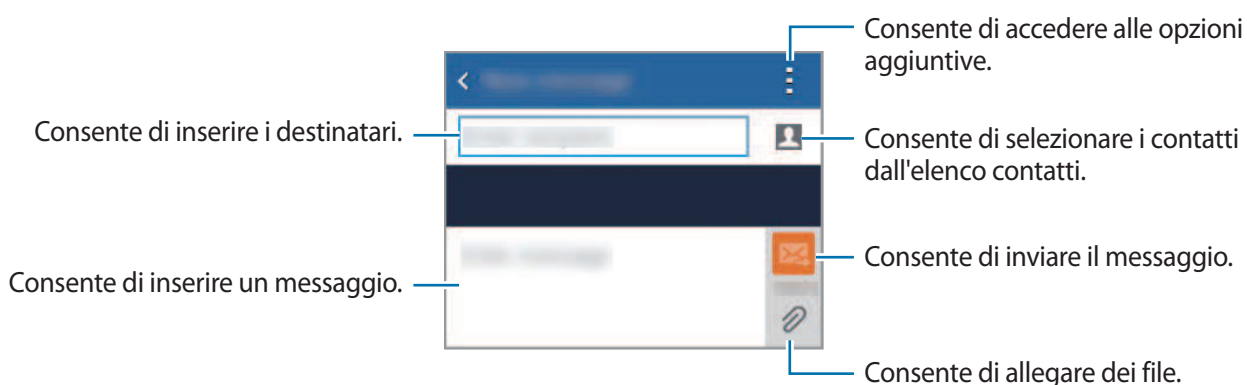 Consente di accedere alle opzioni
aggiuntive.
Consente di inserire i destinatari.
Consente di selezionare i contatti
dall'elenco contatti.
Consente di inviare il messaggio.
Consente di inserire un messaggio.
Consente di allegare dei file.